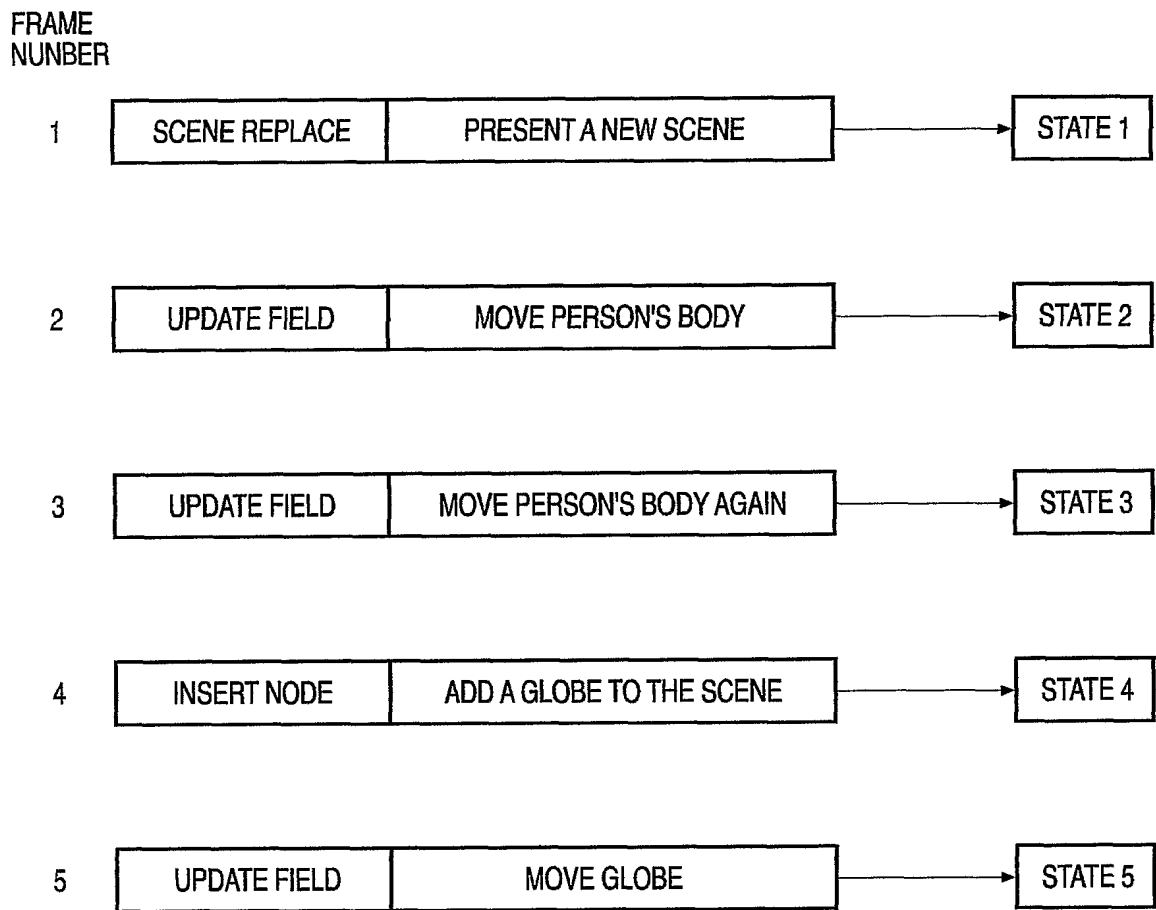 FRAME
NUNBER
1 SCENE REPLACE PRESENT A NEW SCENE STATE 1
2 UPDATE FIELD MOVE PERSON'S BODY STATE 2
3 UPDATE FIELD MOVE PERSON'S BODY AGAIN STATE 3
4 INSERT NODE ADD A GLOBE TO THE SCENE STATE 4
5 UPDATE FIELD MOVE GLOBE STATE 5